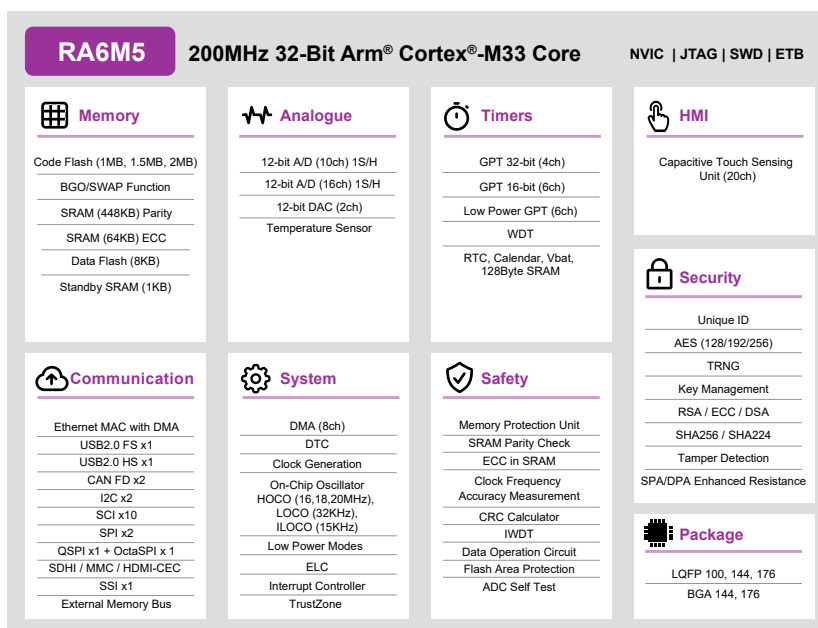 RA6M5
200MHz 32-Bit Arm® Cortex®-M33 Core
NVIC | JTAG | SWD | ETB
Memory
Code Flash (1MB, 1.5MB, 2MB)
BGO/SWAP Function
SRAM (448KB) Parity
SRAM (64KB) ECC
Data Flash (8KB)
Standby SRAM (1KB)
Analogue
12-bit A/D (10ch) 1S/H
12-bit A/D (16ch) 1S/H
12-bit DAC (2ch)
Temperature Sensor
Timers
GPT 32-bit (4ch)
GPT 16-bit (6ch)
Low Power GPT (6ch)
WDT
RTC, Calendar, Vbat,
128Byte SRAM
HMI
Capacitive Touch Sensing
Unit (20ch)
Security
Unique ID
AES (128/192/256)
TRNG
Key Management
RSA / ECC / DSA
SHA256 / SHA224
Tamper Detection
SPA/DPA Enhanced Resistance
Communication
Ethernet MAC with DMA
USB2.0 FS x1
USB2.0 HS x1
CAN FD x2
I2C x2
SCI x10
SPI x2
QSPI x1 + OctaSPI x 1
SDHI / MMC / HDMI-CEC
SSI x1
External Memory Bus
System
DMA (8ch)
DTC
Clock Generation
On-Chip Oscillator
HOCO (16,18,20MHz),
LOCO (32KHz),
ILOCO (15KHz)
Low Power Modes
ELC
Interrupt Controller
TrustZone
Safety
Memory Protection Unit
SRAM Parity Check
ECC in SRAM
Clock Frequency
Accuracy Measurement
CRC Calculator
IWDT
Data Operation Circuit
Flash Area Protection
ADC Self Test
Package
LQFP 100, 144, 176
BGA 144, 176